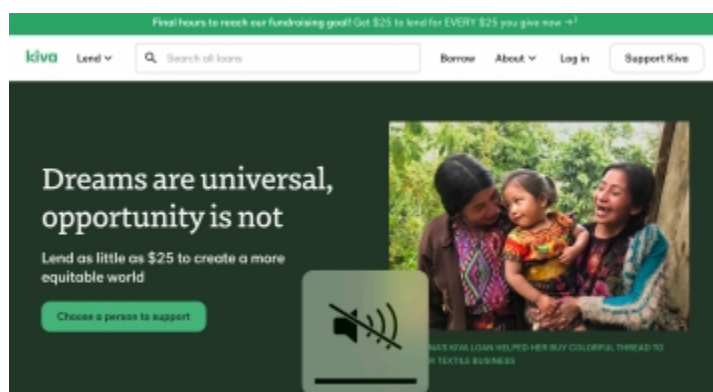 Final hours to reach our fundraising goal! Get $25 to lend for EVERY $25 you give now →¹
kiva
Lend
Search all loans
Borrow
About
Log in
Support Kiva
Dreams are universal,
opportunity is not
Lend as little as $25 to create a more
equitable world
Choose a person to support
KIVA LOAN HELPED HER BUY COLORFUL THREAD TO
TEXTILE BUSINESS